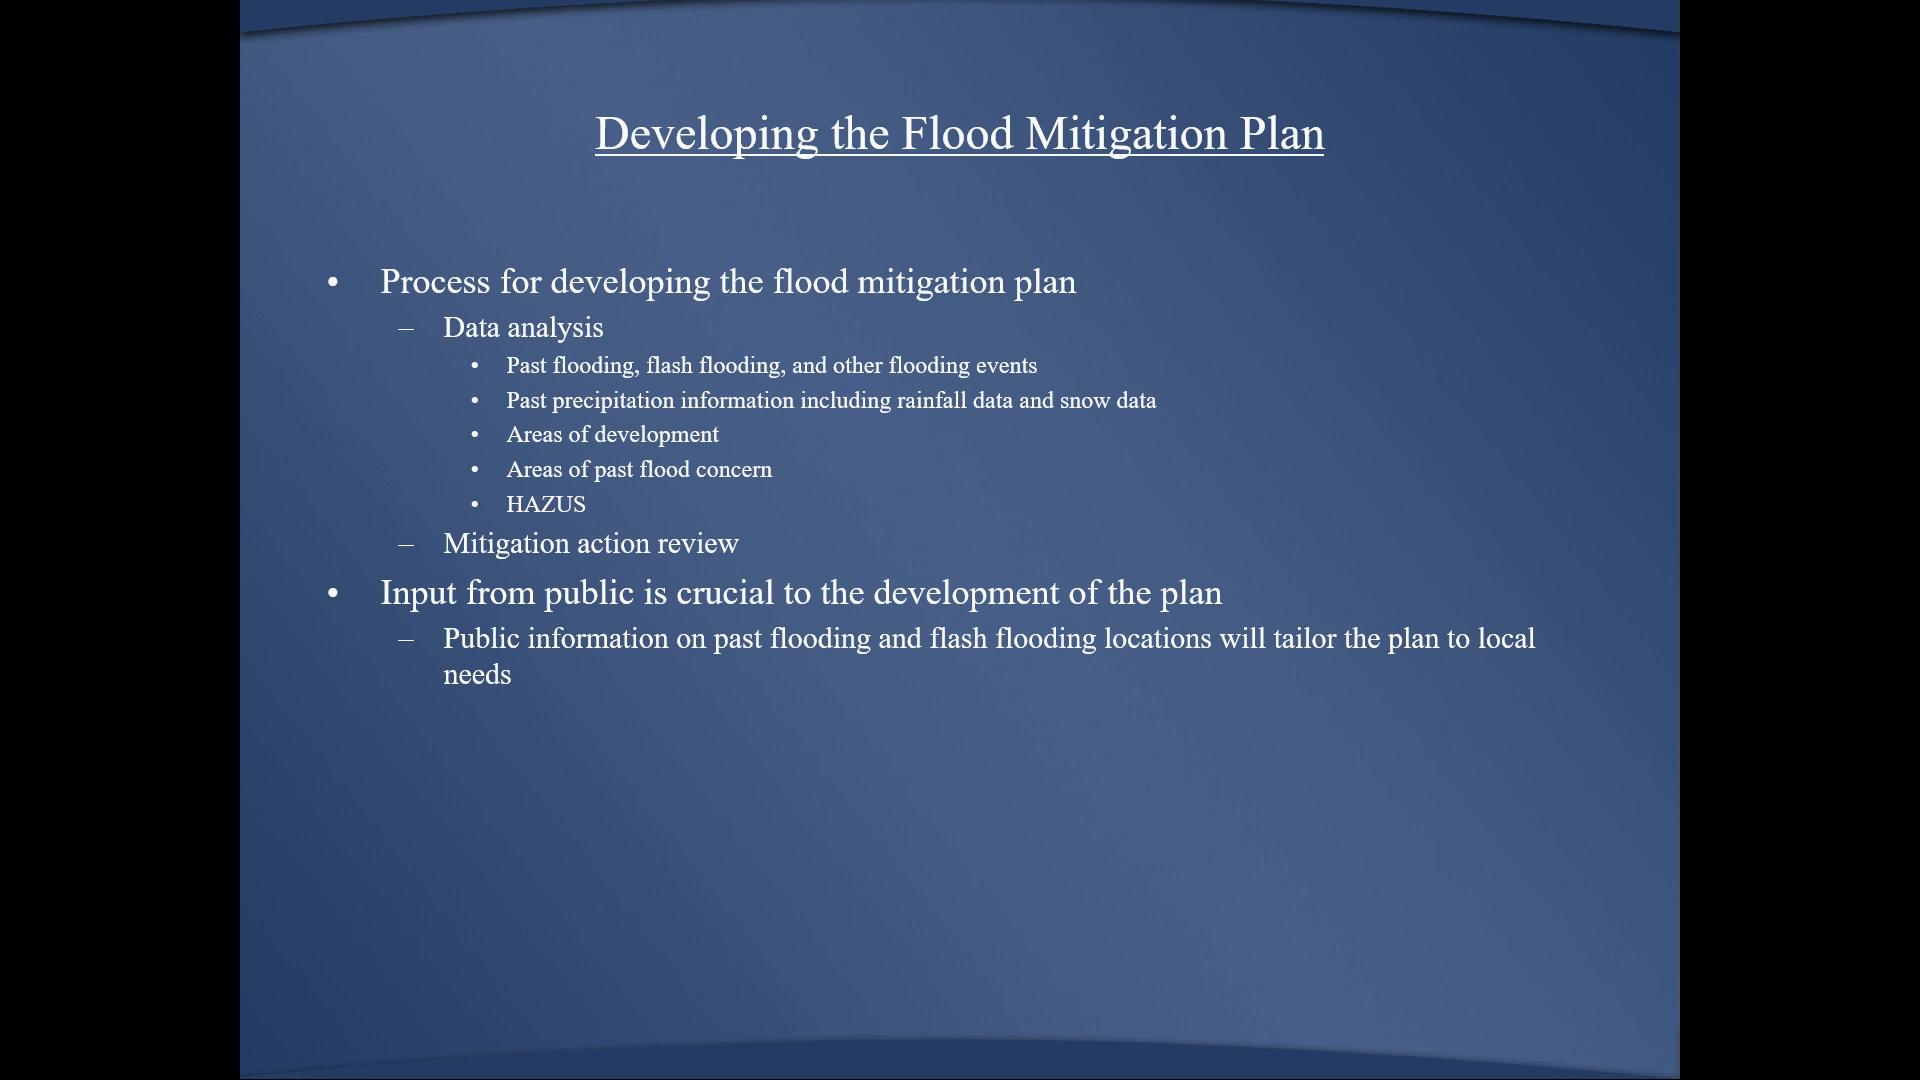 Developing the Flood Mitigation Plan
• Process for developing the flood mitigation plan
– Data analysis
• Past flooding, flash flooding, and other flooding events
• Past precipitation information including rainfall data and snow data
• Areas of development
• Areas of past flood concern
• HAZUS
– Mitigation action review
• Input from public is crucial to the development of the plan
– Public information on past flooding and flash flooding locations will tailor the plan to local
needs